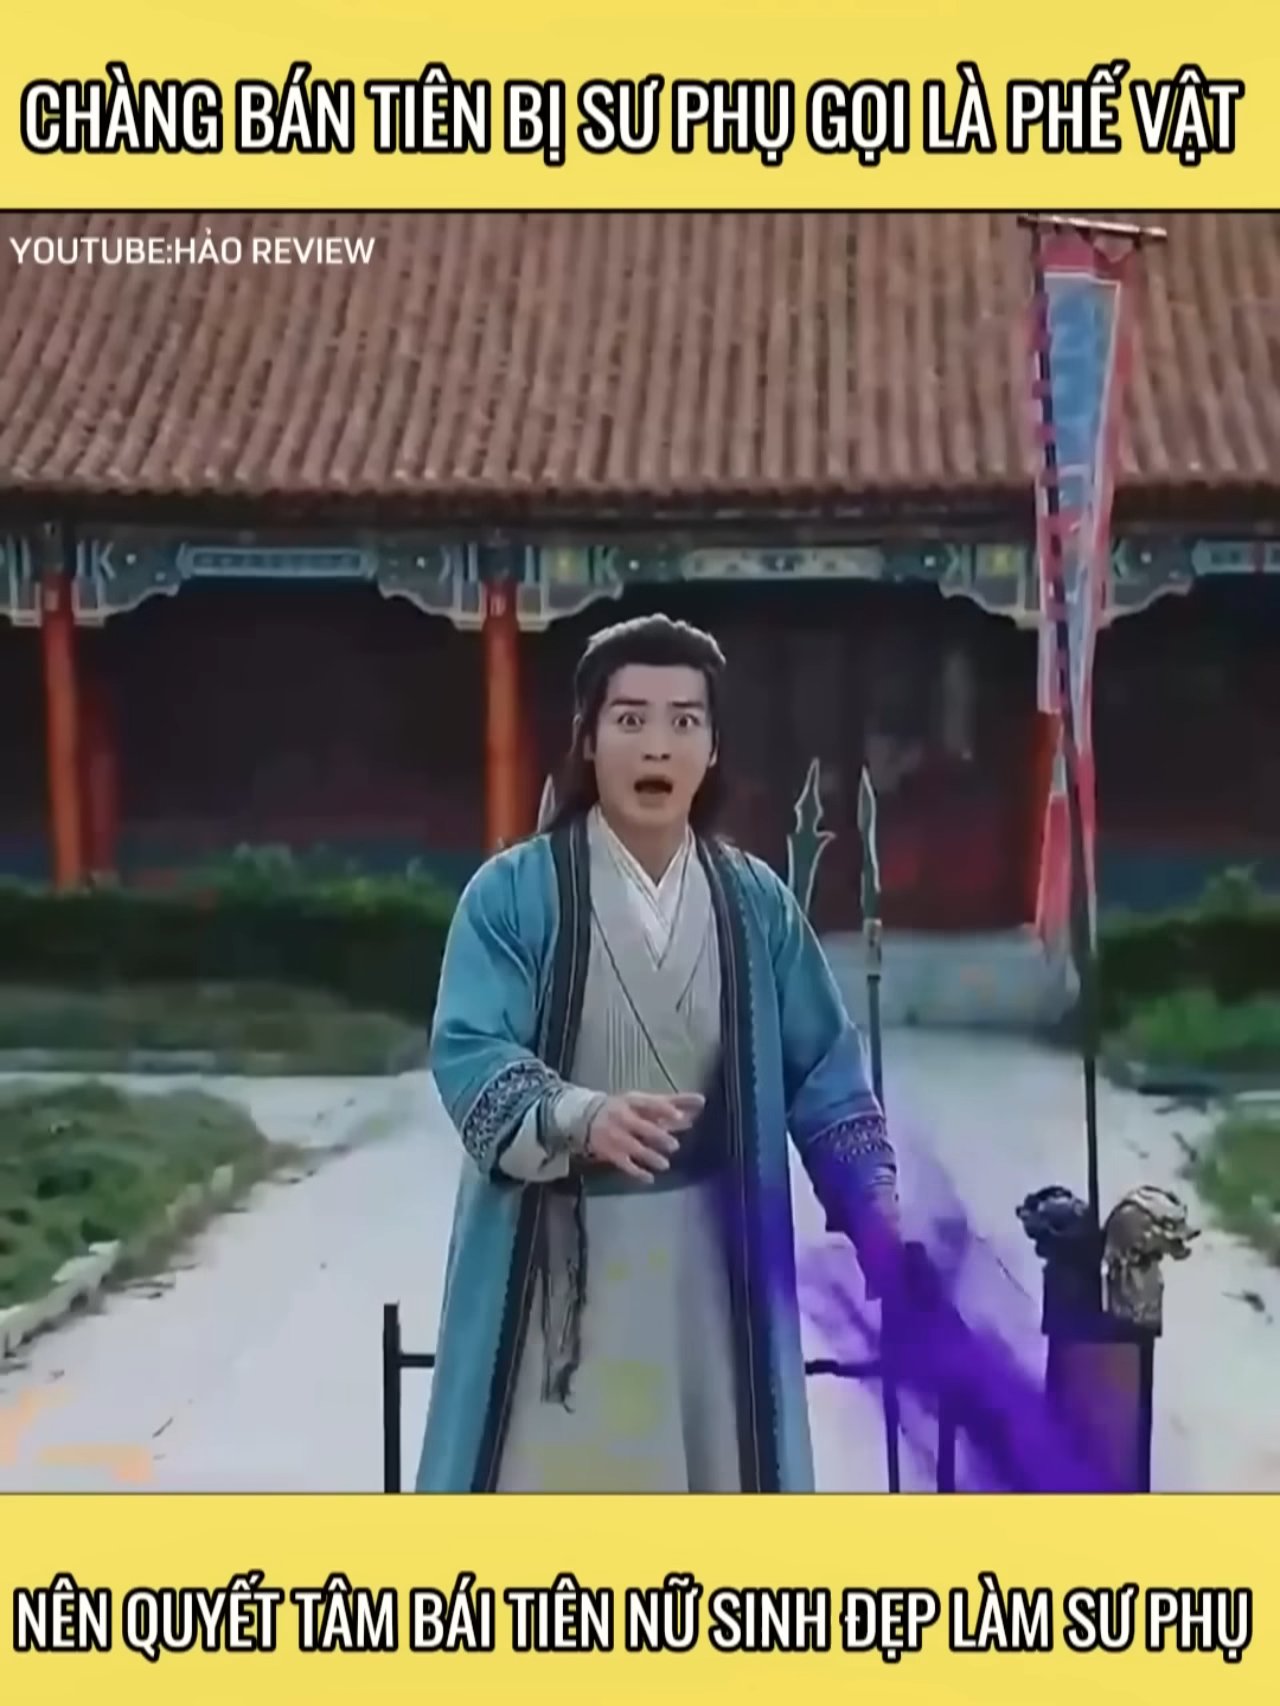 CHÀNG BÁN TIÊN BỊ SƯ PHỤ GỌI LÀ PHẾ VẬT
YOUTUBE:HẢO REVIEW
NÊN QUYẾT TÂM BÁI TIÊN NỮ SINH ĐẸP LÀM SƯ PHỤ